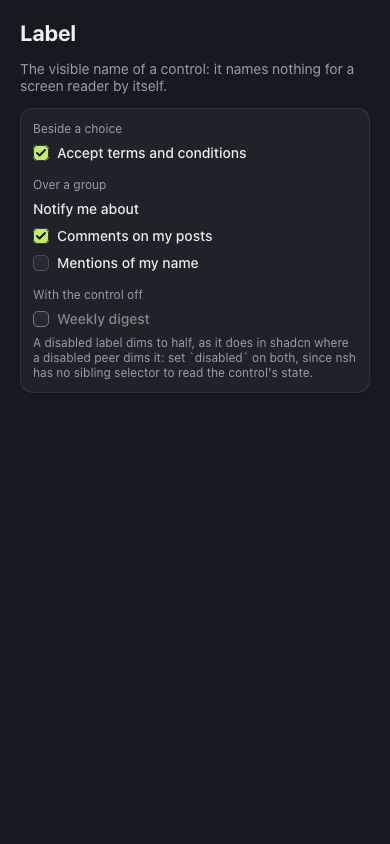 Label
The visible name of a control: it names nothing for a
screen reader by itself.
Beside a choice
Accept terms and conditions
Over a group
Notify me about
Comments on my posts
Mentions of my name
With the control off
Weekly digest
A disabled label dims to half, as it does in shadcn where
a disabled peer dims it: set `disabled` on both, since nsh
has no sibling selector to read the control's state.